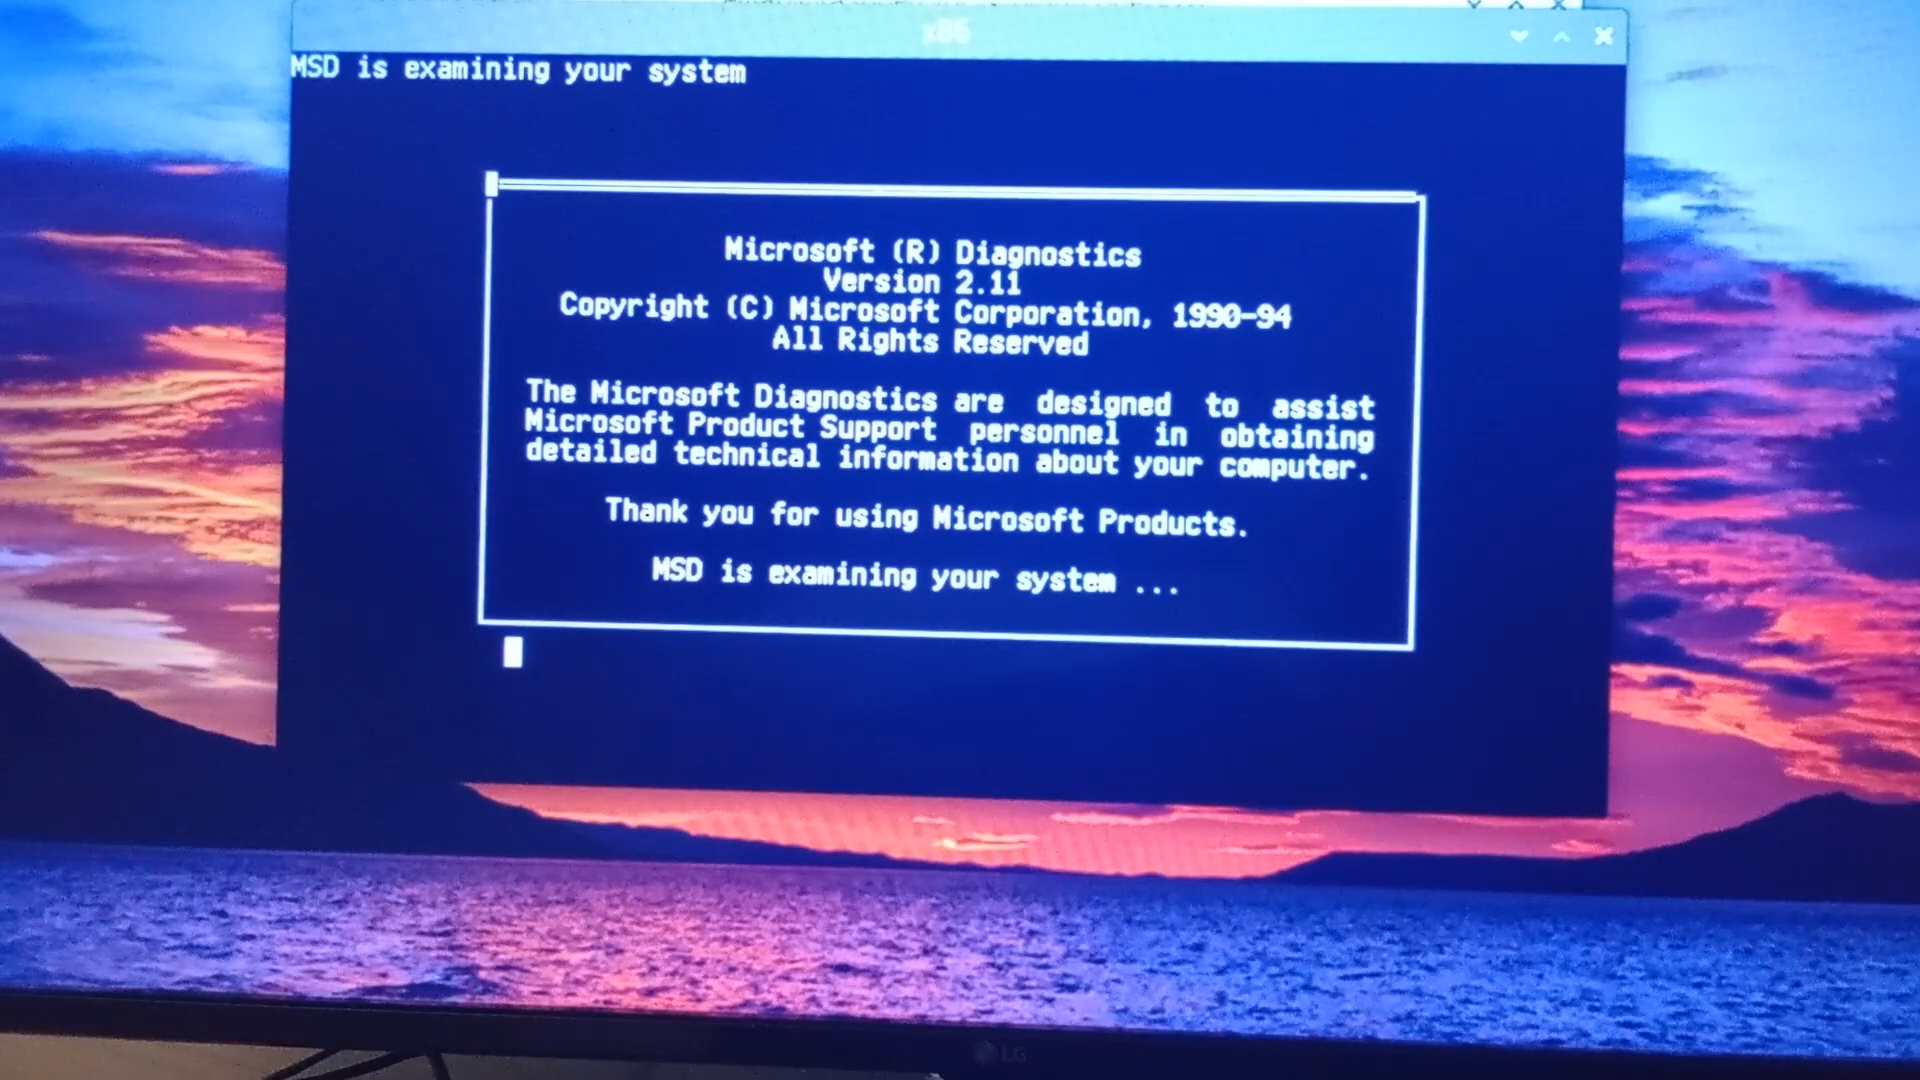 x86
MSD is examining your system
Microsoft (R) Diagnostics
Version 2.11
Copyright (C) Microsoft Corporation, 1990-94
All Rights Reserved
The Microsoft Diagnostics are designed to assist
Microsoft Product Support personnel in obtaining
detailed technical information about your computer.
Thank you for using Microsoft Products.
MSD is examining your system ...
LG